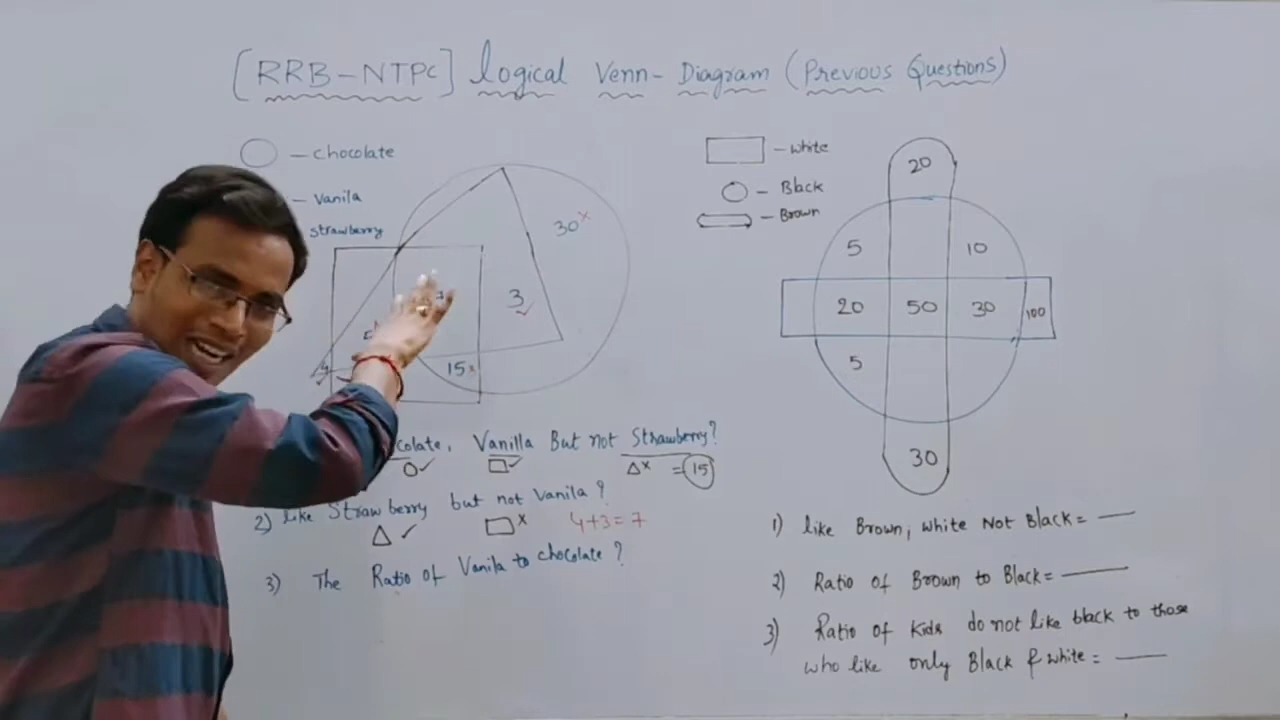 [RRB-NTPC] logical Venn-Diagram (Previous Questions)
- chocolate
- Vanila
strawberry
30 x
3 ✓
15 x
4
colate, Vanilla But not Strawberry?
○✓ □✓ △x = 15
2) like Strawberry but not Vanila?
△ ✓ □x 4+3=7
3) The Ratio of Vanila to chocolate?
- white
- Black
- Brown
20
5 10
20 50 30 100
5
30
1) like Brown, white Not Black = —
2) Ratio of Brown to Black = —
3) Ratio of Kids do not like black to those
who like only Black & white = —